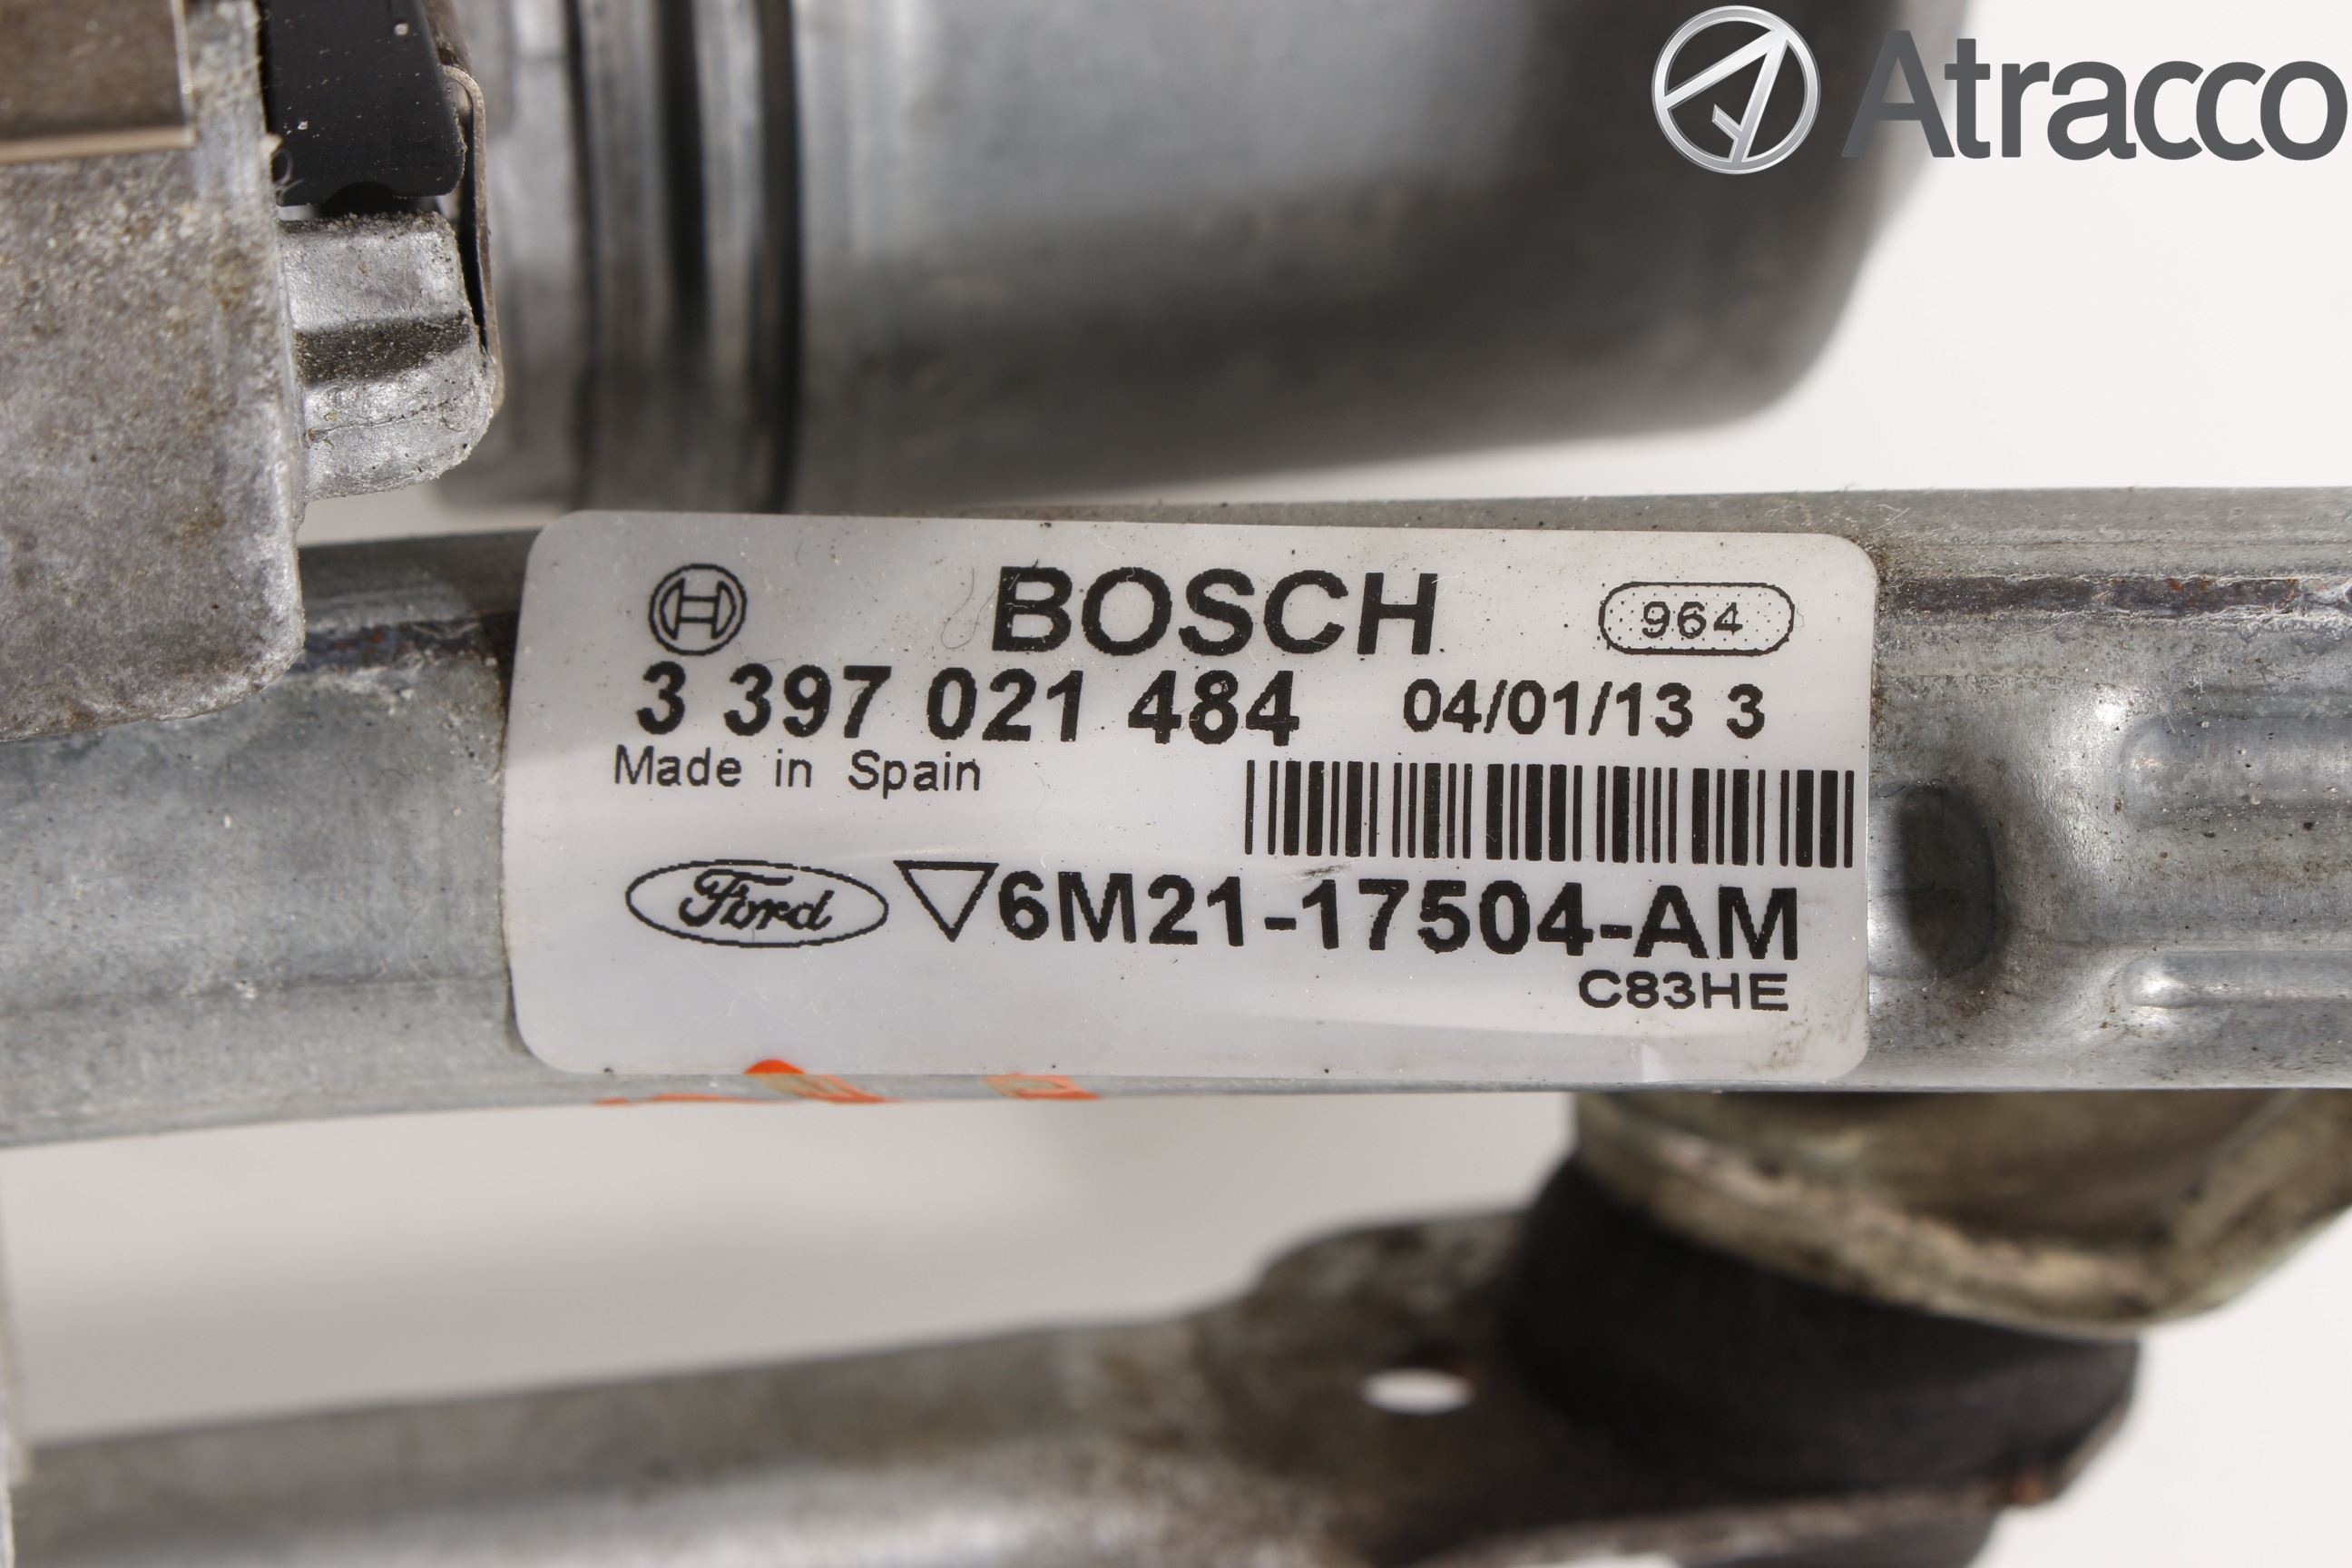 Atracco
BOSCH 964
3 397 021 484 04/01/13 3
Made in Spain
Ford 6M21-17504-AM
C83HE